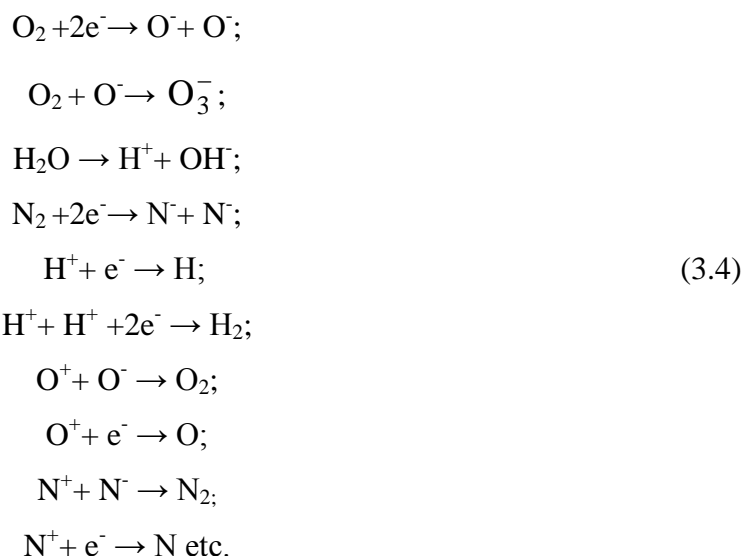 O₂ +2e⁻→ O⁻+ O⁻;
O₂ + O⁻→ O₃⁻;
H₂O → H⁺+ OH⁻;
N₂ +2e⁻→ N⁻+ N⁻;
H⁺+ e⁻ → H; (3.4)
H⁺+ H⁺ +2e⁻ → H₂;
O⁺+ O⁻ → O₂;
O⁺+ e⁻ → O;
N⁺+ N⁻ → N₂;
N⁺+ e⁻ → N etc.